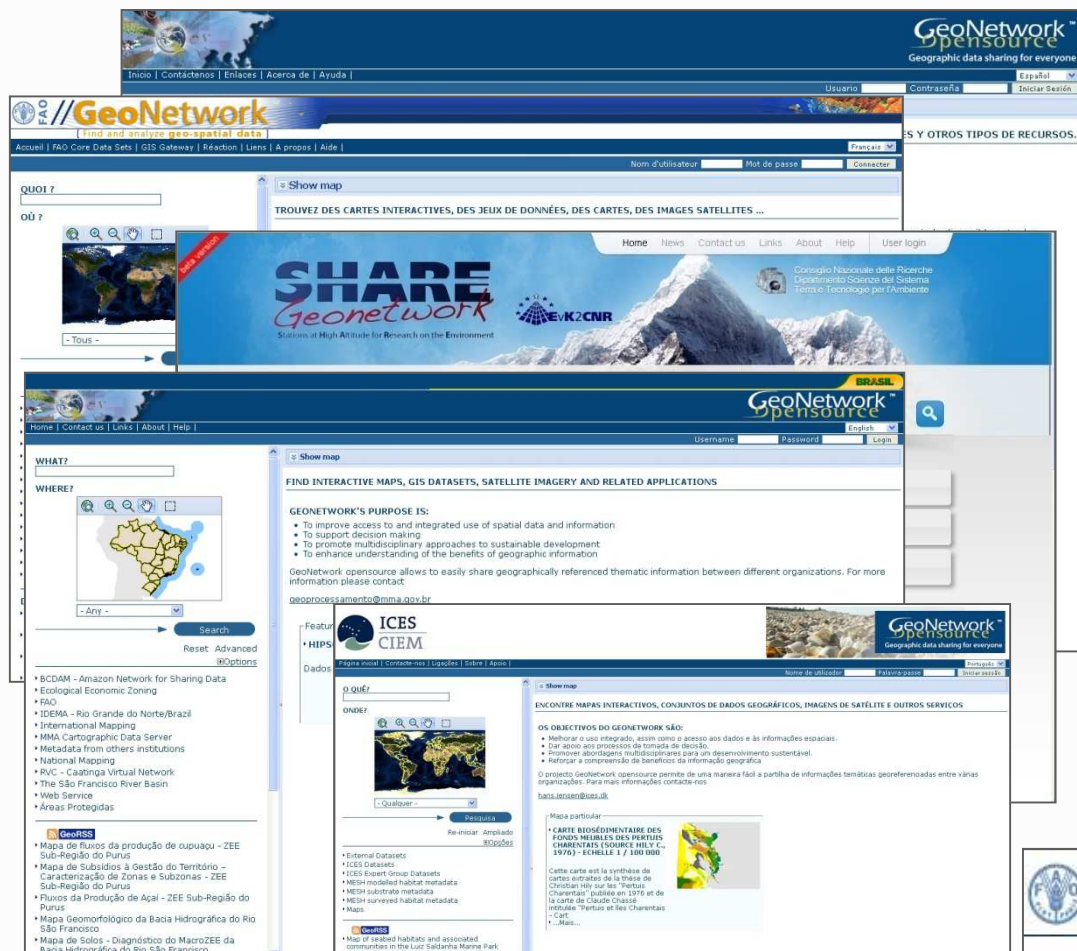 GeoNetwork
Opensource
Geographic data sharing for everyone
Inicio | Contáctenos | Enlaces | Acerca de | Ayuda |
Español
Usuario
Contraseña
Iniciar Sesión
ES Y OTROS TIPOS DE RECURSOS.
FAO
//GeoNetwork
[ Find and analyze geo-spatial data ]
Accueil | FAO Core Data Sets | GIS Gateway | Réaction | Liens | A propos | Aide |
Français
Nom d'utilisateur
Mot de passe
Connecter
QUOI ?
OÙ ?
- Tous -
Show map
TROUVEZ DES CARTES INTERACTIVES, DES JEUX DE DONNÉES, DES CARTES, DES IMAGES SATELLITES ...
beta version
Home News Contact us Links About Help User login
SHARE
Geonetwork
Stations at High Altitude for Research on the Environment
EvK2CNR
Consiglio Nazionale delle Ricerche
Dipartimento Scienze del Sistema
Terra e Tecnologie per l'Ambiente
BRASIL
GeoNetwork
Opensource
Home | Contact us | Links | About | Help |
English
Username
Password
Login
WHAT?
WHERE?
- Any -
Search
Reset Advanced
Options
BCDAM - Amazon Network for Sharing Data
Ecological Economic Zoning
FAO
IDEMA - Rio Grande do Norte/Brazil
International Mapping
MMA Cartographic Data Server
Metadata from others institutions
National Mapping
RVC - Caatinga Virtual Network
The São Francisco River Basin
Web Service
Áreas Protegidas
GeoRSS
Mapa de fluxos da produção de cupuaçu - ZEE
Sub-Região do Purus
Mapa de Subsídios à Gestão do Território –
Caracterização de Zonas e Subzonas - ZEE
Sub-Região do Purus
Fluxos da Produção de Açai - ZEE Sub-Região do
Purus
Mapa Geomorfológico da Bacia Hidrográfica do Rio
São Francisco
Mapa de Solos - Diagnóstico do MacroZEE da
Bacia Hidrográfica do Rio São Francisco
Show map
FIND INTERACTIVE MAPS, GIS DATASETS, SATELLITE IMAGERY AND RELATED APPLICATIONS
GEONETWORK'S PURPOSE IS:
To improve access to and integrated use of spatial data and information
To support decision making
To promote multidisciplinary approaches to sustainable development
To enhance understanding of the benefits of geographic information
GeoNetwork opensource allows to easily share geographically referenced thematic information between different organizations. For more
information please contact
geoprocessamento@mma.gov.br
Featur
HIPS
Dados
ICES
CIEM
GeoNetwork
Opensource
Geographic data sharing for everyone
Página inicial | Contacte-nos | Ligações | Sobre | Apoio |
Português
Nome de utilizador
Palavra-passe
Iniciar sessão
O QUÊ?
ONDE?
- Qualquer -
Pesquisa
Re-iniciar Ampliado
Opções
External Datasets
ICES Datasets
ICES Expert Group Datasets
MESH modelled habitat metadata
MESH substrate metadata
MESH surveyed habitat metadata
Maps
GeoRSS
Map of seabed habitats and associated
communities in the Luiz Saldanha Marine Park
Show map
ENCONTRE MAPAS INTERACTIVOS, CONJUNTOS DE DADOS GEOGRÁFICOS, IMAGENS DE SATÉLITE E OUTROS SERVIÇOS
OS OBJECTIVOS DO GEONETWORK SÃO:
Melhorar o uso integrado, assim como o acesso aos dados e às informações espaciais.
Dar apoio aos processos de tomada de decisão.
Promover abordagens multidisciplinares para um desenvolvimento sustentável.
Reforçar a compreensão de benefícios da informação geográfica
O projecto GeoNetwork opensource permite de uma maneira fácil a partilha de informações temáticas georeferenciadas entre várias
organizações. Para mais informações contacte-nos
hans.jensen@ices.dk
Mapa particular
CARTE BIOSÉDIMENTAIRE DES
FONDS MEUBLES DES PERTUIS
CHARENTAIS (SOURCE HILY C.,
1976) - ECHELLE 1 / 100 000
Cette carte est la synthèse de
cartes extraites de la thèse de
Christian Hily sur les "Pertuis
Charentais" publiée en 1976 et de
la carte de Claude Chassé
intitulée "Pertuis et Iles Charentais
- Cart
...Mais...